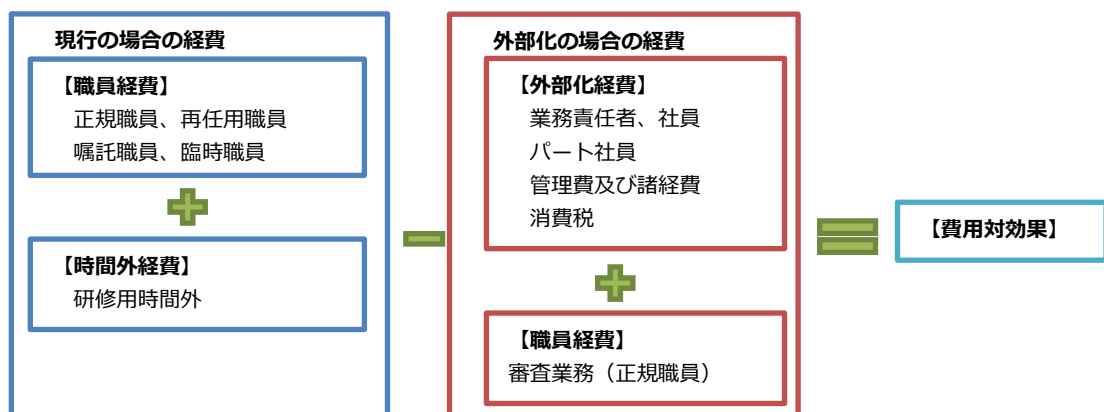 現行の場合の経費
【職員経費】
正規職員、再任用職員
嘱託職員、臨時職員
【時間外経費】
研修用時間外
外部化の場合の経費
【外部化経費】
業務責任者、社員
パート社員
管理費及び諸経費
消費税
【職員経費】
審査業務（正規職員）
【費用対効果】